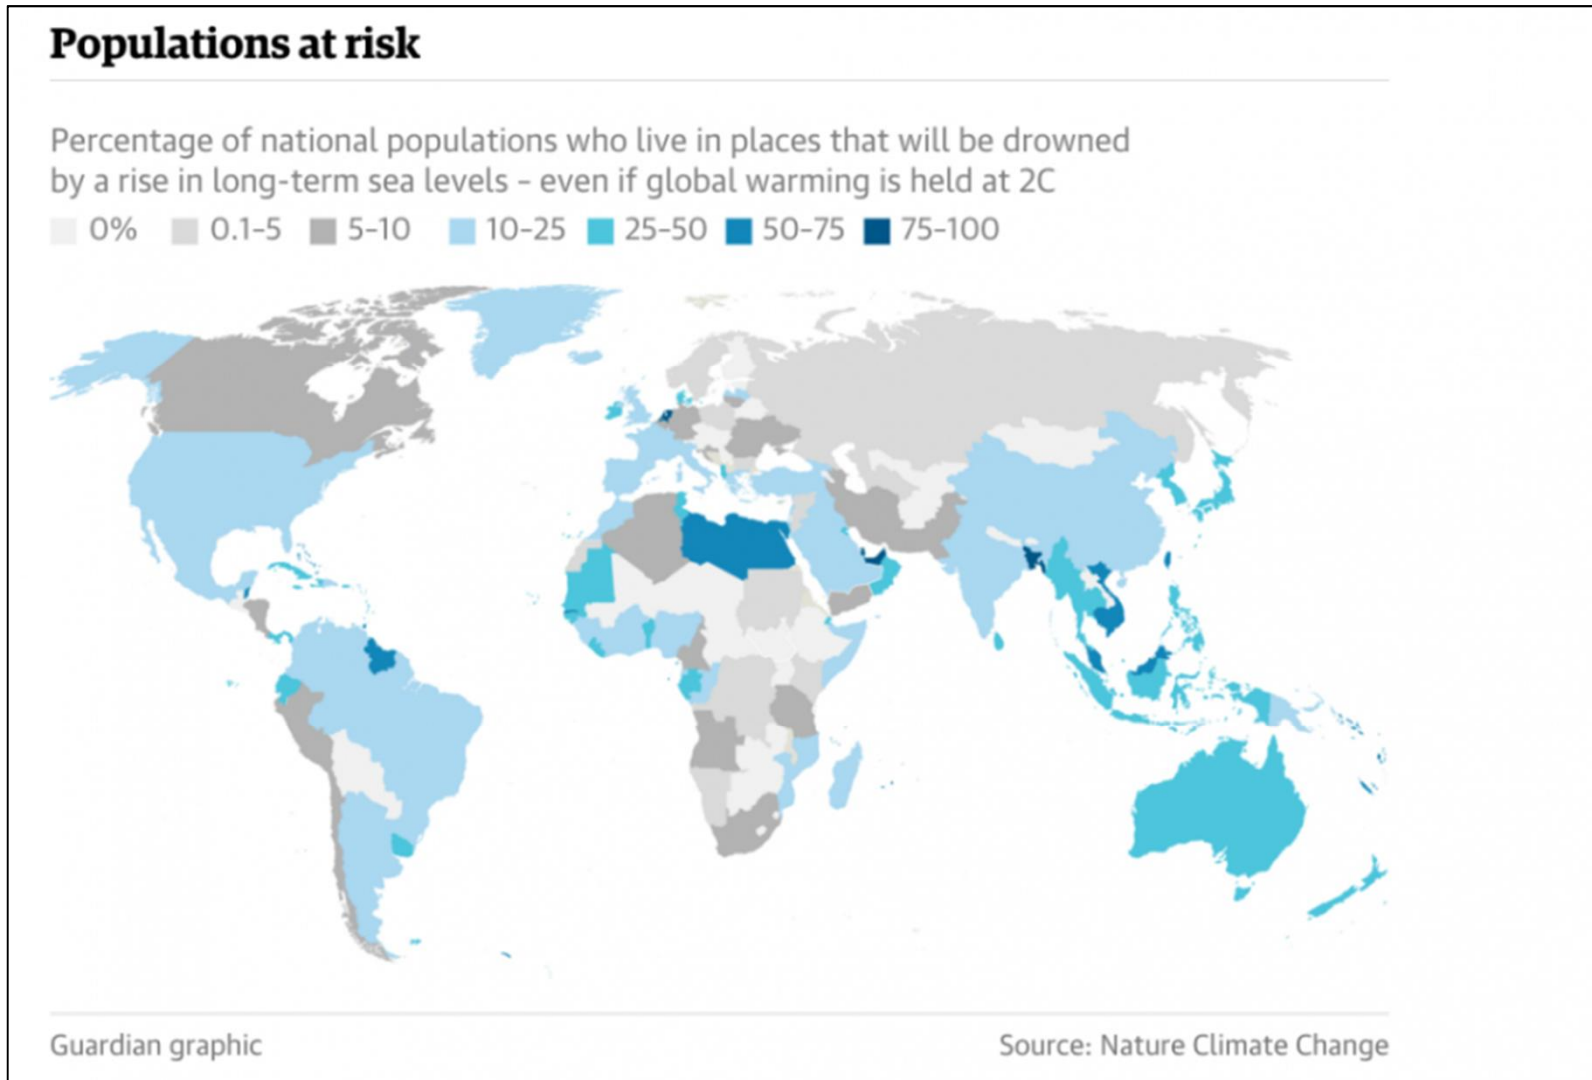 Populations at risk
Percentage of national populations who live in places that will be drowned
by a rise in long-term sea levels – even if global warming is held at 2C
0% 0.1–5 5–10 10–25 25–50 50–75 75–100
Guardian graphic
Source: Nature Climate Change